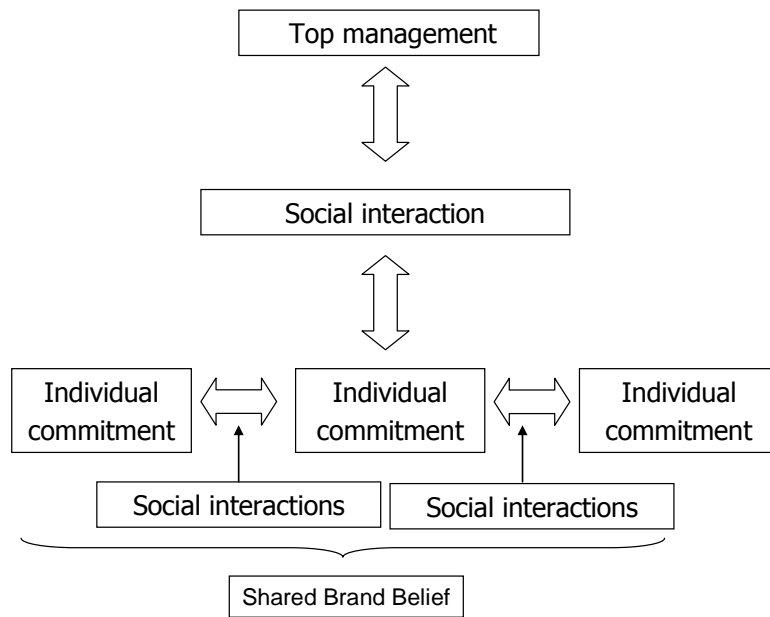 Top management
Social interaction
Individual
commitment
Individual
commitment
Individual
commitment
Social interactions
Social interactions
Shared Brand Belief